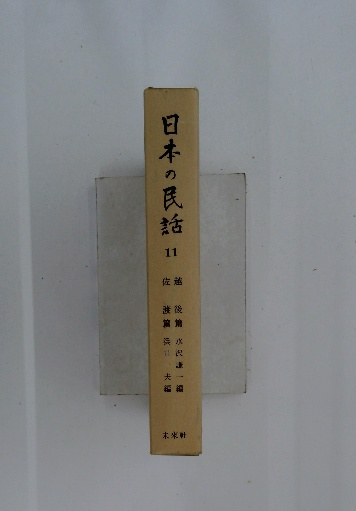 日本の民話
11
越後篇 水沢謙一編
佐渡篇 浜口一夫編
未来社